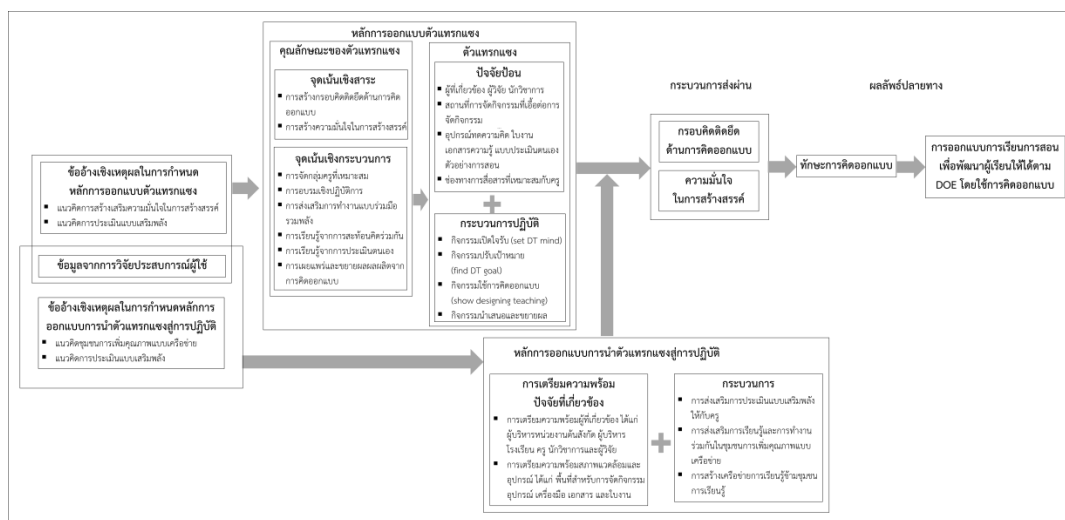 ข้ออ้างเชิงเหตุผลในการกำหนด
หลักการออกแบบตัวแทรกแซง
▪ แนวคิดการสร้างเสริมความมั่นใจในการสร้างสรรค์
▪ แนวคิดการประเมินแบบเสริมพลัง
ข้อมูลจากการวิจัยประสบการณ์ผู้ใช้
ข้ออ้างเชิงเหตุผลในการกำหนดหลักการ
ออกแบบการนำตัวแทรกแซงสู่การปฏิบัติ
▪ แนวคิดชุมชนการเพิ่มคุณภาพแบบเครือข่าย
▪ แนวคิดการประเมินแบบเสริมพลัง
หลักการออกแบบตัวแทรกแซง
คุณลักษณะของตัวแทรกแซง
จุดเน้นเชิงสาระ
▪ การสร้างกรอบคิดติดยึดด้านการคิด
ออกแบบ
▪ การสร้างความมั่นใจในการสร้างสรรค์
จุดเน้นเชิงกระบวนการ
▪ การจัดกลุ่มครูที่เหมาะสม
▪ การอบรมเชิงปฏิบัติการ
▪ การส่งเสริมการทำงานแบบร่วมมือ
รวมพลัง
▪ การเรียนรู้จากการสะท้อนคิดร่วมกัน
▪ การเรียนรู้จากการประเมินตนเอง
▪ การเผยแพร่และขยายผลผลผลิตจาก
การคิดออกแบบ
ตัวแทรกแซง
ปัจจัยป้อน
▪ ผู้ที่เกี่ยวข้อง ผู้วิจัย นักวิชาการ
▪ สถานที่การจัดกิจกรรมที่เอื้อต่อการ
จัดกิจกรรม
▪ อุปกรณ์ทดความคิด ใบงาน
เอกสารความรู้ แบบประเมินตนเอง
ตัวอย่างการสอน
▪ ช่องทางการสื่อสารที่เหมาะสมกับครู
+
กระบวนการปฏิบัติ
▪ กิจกรรมเปิดใจรับ (set DT mind)
▪ กิจกรรมปรับเป้าหมาย
(find DT goal)
▪ กิจกรรมใช้การคิดออกแบบ
(show designing teaching)
▪ กิจกรรมนำเสนอและขยายผล
กระบวนการส่งผ่าน
กรอบคิดติดยึด
ด้านการคิดออกแบบ
ความมั่นใจ
ในการสร้างสรรค์
ทักษะการคิดออกแบบ
ผลลัพธ์ปลายทาง
การออกแบบการเรียนการสอน
เพื่อพัฒนาผู้เรียนให้ได้ตาม
DOE โดยใช้การคิดออกแบบ
หลักการออกแบบการนำตัวแทรกแซงสู่การปฏิบัติ
การเตรียมความพร้อม
ปัจจัยที่เกี่ยวข้อง
▪ การเตรียมความพร้อมผู้ที่เกี่ยวข้อง ได้แก่
ผู้บริหารหน่วยงานต้นสังกัด ผู้บริหาร
โรงเรียน ครู นักวิชาการและผู้วิจัย
▪ การเตรียมความพร้อมสภาพแวดล้อมและ
อุปกรณ์ ได้แก่ พื้นที่สำหรับการจัดกิจกรรม
อุปกรณ์ เครื่องมือ เอกสาร และใบงาน
+
กระบวนการ
▪ การส่งเสริมการประเมินแบบเสริมพลัง
ให้กับครู
▪ การส่งเสริมการเรียนรู้และการทำงาน
ร่วมกันในชุมชนการเพิ่มคุณภาพแบบ
เครือข่าย
▪ การสร้างเครือข่ายการเรียนรู้ข้ามชุมชน
การเรียนรู้